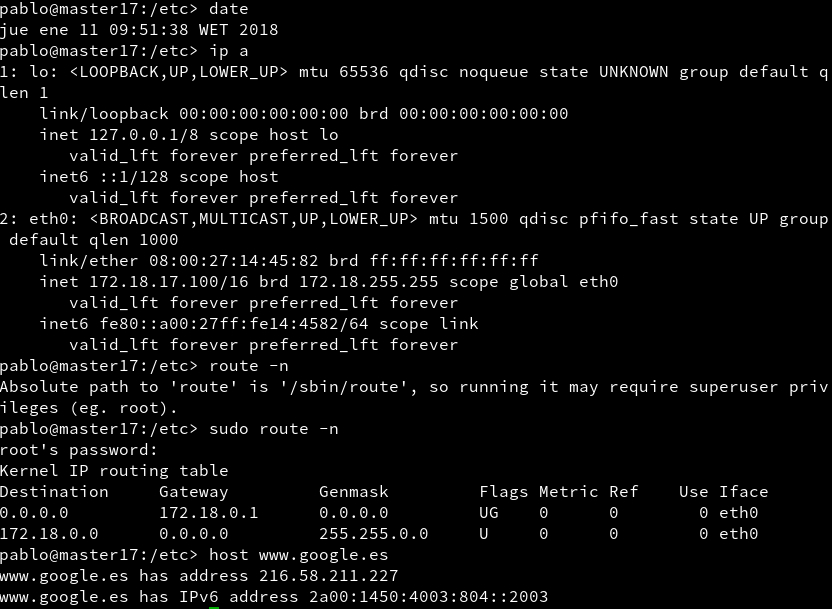 pablo@master17:/etc> date
jue ene 11 09:51:38 WET 2018
pablo@master17:/etc> ip a
1: lo: <LOOPBACK,UP,LOWER_UP> mtu 65536 qdisc noqueue state UNKNOWN group default q
len 1
    link/loopback 00:00:00:00:00:00 brd 00:00:00:00:00:00
    inet 127.0.0.1/8 scope host lo
       valid_lft forever preferred_lft forever
    inet6 ::1/128 scope host
       valid_lft forever preferred_lft forever
2: eth0: <BROADCAST,MULTICAST,UP,LOWER_UP> mtu 1500 qdisc pfifo_fast state UP group
 default qlen 1000
    link/ether 08:00:27:14:45:82 brd ff:ff:ff:ff:ff:ff
    inet 172.18.17.100/16 brd 172.18.255.255 scope global eth0
       valid_lft forever preferred_lft forever
    inet6 fe80::a00:27ff:fe14:4582/64 scope link
       valid_lft forever preferred_lft forever
pablo@master17:/etc> route -n
Absolute path to 'route' is '/sbin/route', so running it may require superuser priv
ileges (eg. root).
pablo@master17:/etc> sudo route -n
root's password:
Kernel IP routing table
Destination     Gateway         Genmask         Flags Metric Ref    Use Iface
0.0.0.0         172.18.0.1      0.0.0.0         UG    0      0        0 eth0
172.18.0.0      0.0.0.0         255.255.0.0     U     0      0        0 eth0
pablo@master17:/etc> host www.google.es
www.google.es has address 216.58.211.227
www.google.es has IPv6 address 2a00:1450:4003:804::2003